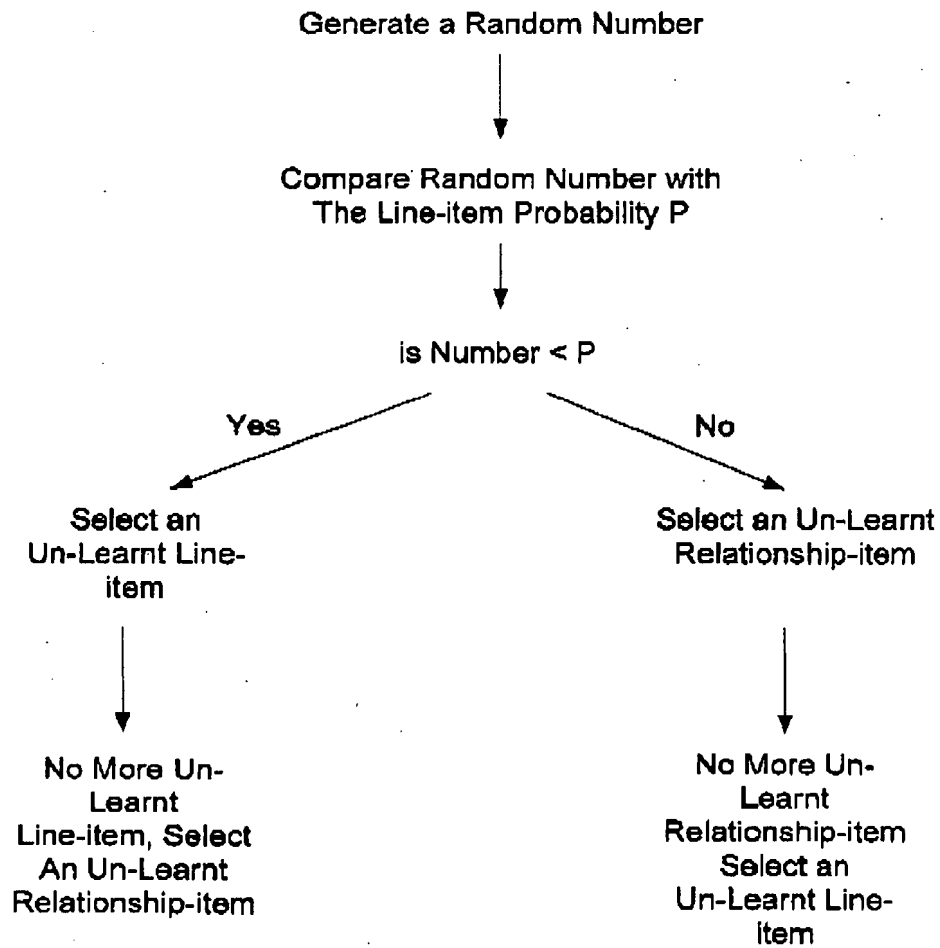 Generate a Random Number
Compare Random Number with
The Line-item Probability P
is Number < P
Yes
No
Select an
Un-Learnt Line-
item
Select an Un-Learnt
Relationship-item
No More Un-
Learnt
Line-item, Select
An Un-Learnt
Relationship-item
No More Un-
Learnt
Relationship-item
Select an
Un-Learnt Line-
item